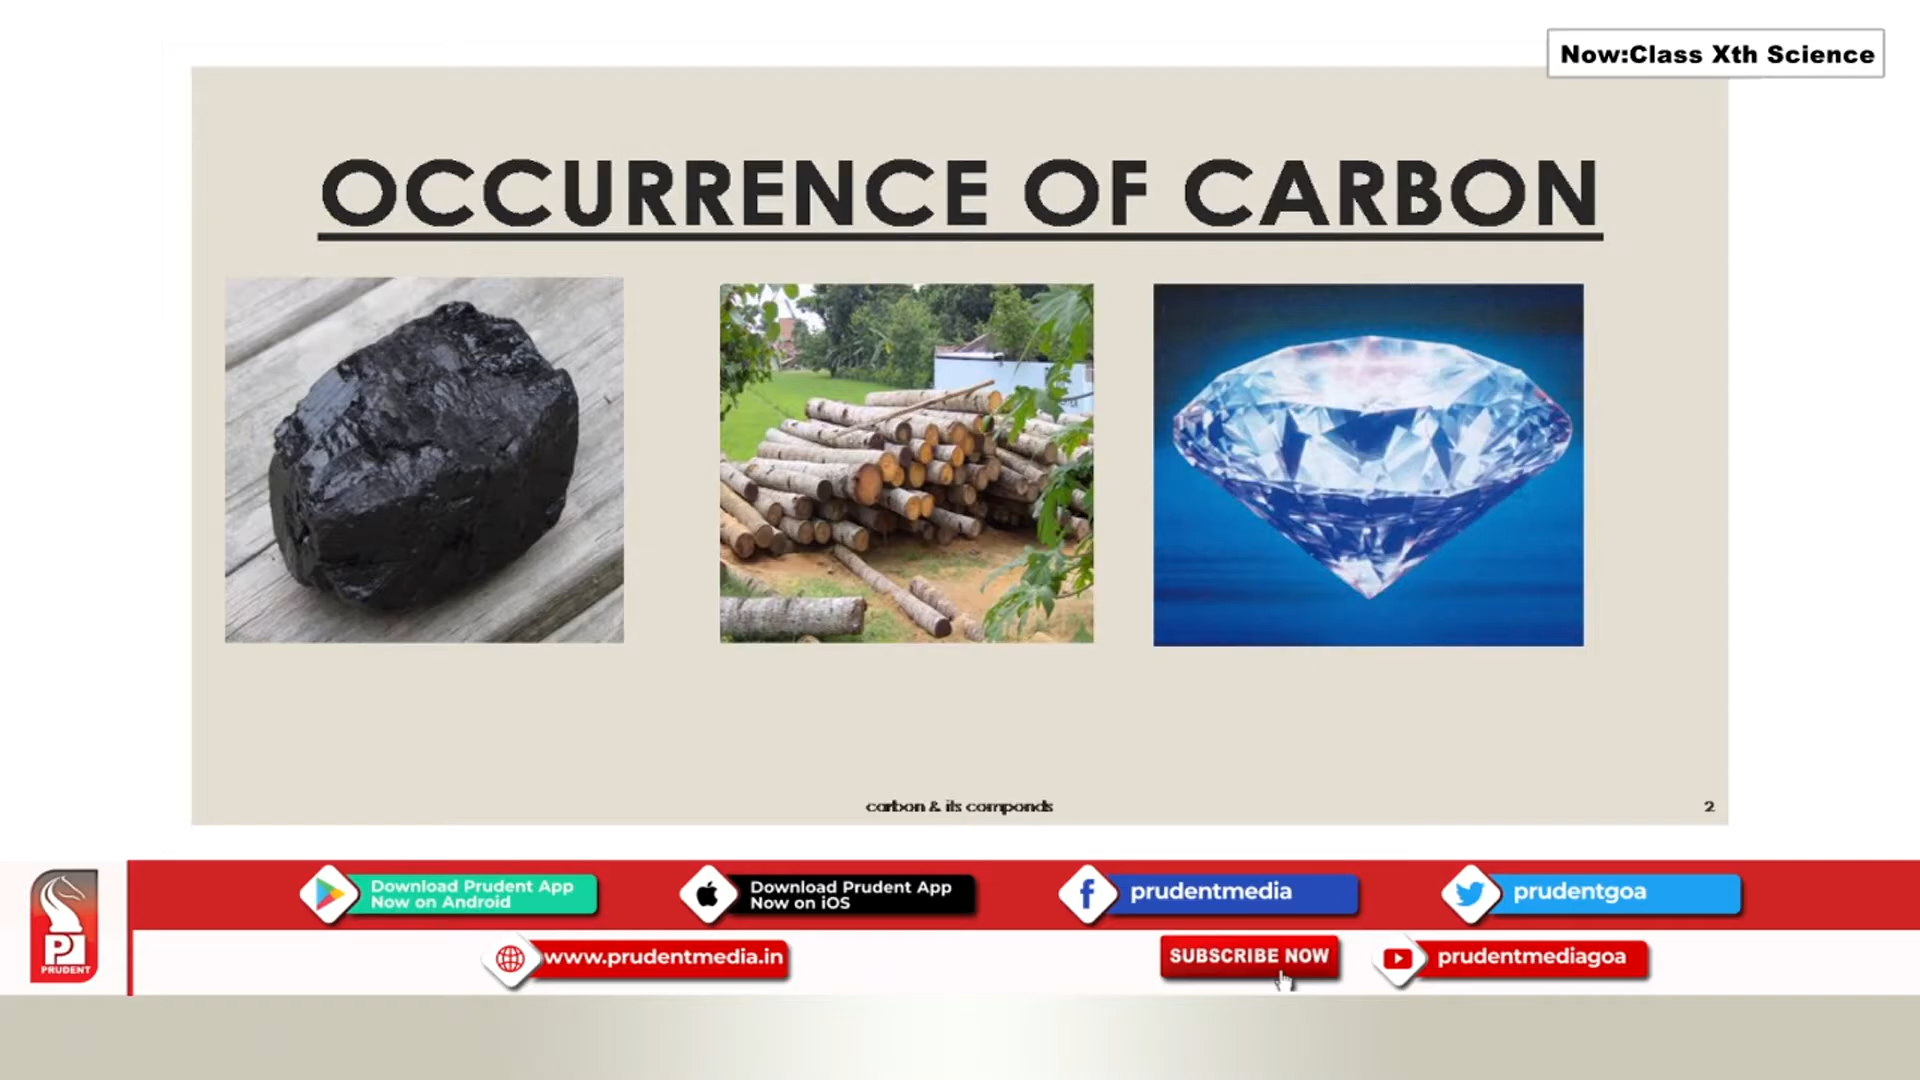 Now:Class Xth Science
OCCURRENCE OF CARBON
carbon & its componds
2
Download Prudent App
Now on Android
Download Prudent App
Now on iOS
prudentmedia
prudentgoa
PRUDENT
www.prudentmedia.in
SUBSCRIBE NOW
prudentmediagoa